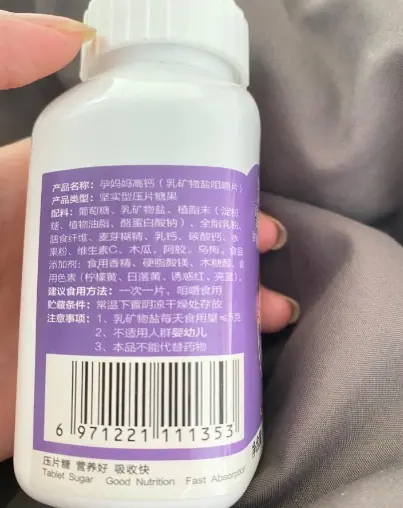 产品名称：孕妈妈高钙（乳矿物盐咀嚼片）
产品类型：坚实型压片糖果
配料：葡萄糖、乳矿物盐、植脂末（淀粉
糖、植物油脂、酪蛋白酸钠）、全脂乳粉、
膳食纤维、麦芽糊精、乳钙、碳酸钙、水
果粉、维生素C、木瓜、阿胶、乌梅。食品
添加剂：食用香精、硬脂酸镁、木糖醇、食
用色素（柠檬黄、日落黄、诱惑红、亮蓝）。
建议食用方法：一次一片，咀嚼食用
贮藏条件：常温下置阴凉干燥处存放
注意事项：1、乳矿物盐每天食用量≤5克
2、不适用人群婴幼儿
3、本品不能代替药物
6 971221 111353
压片糖 营养好 吸收快
Tablet Sugar Good Nutrition Fast Absorption